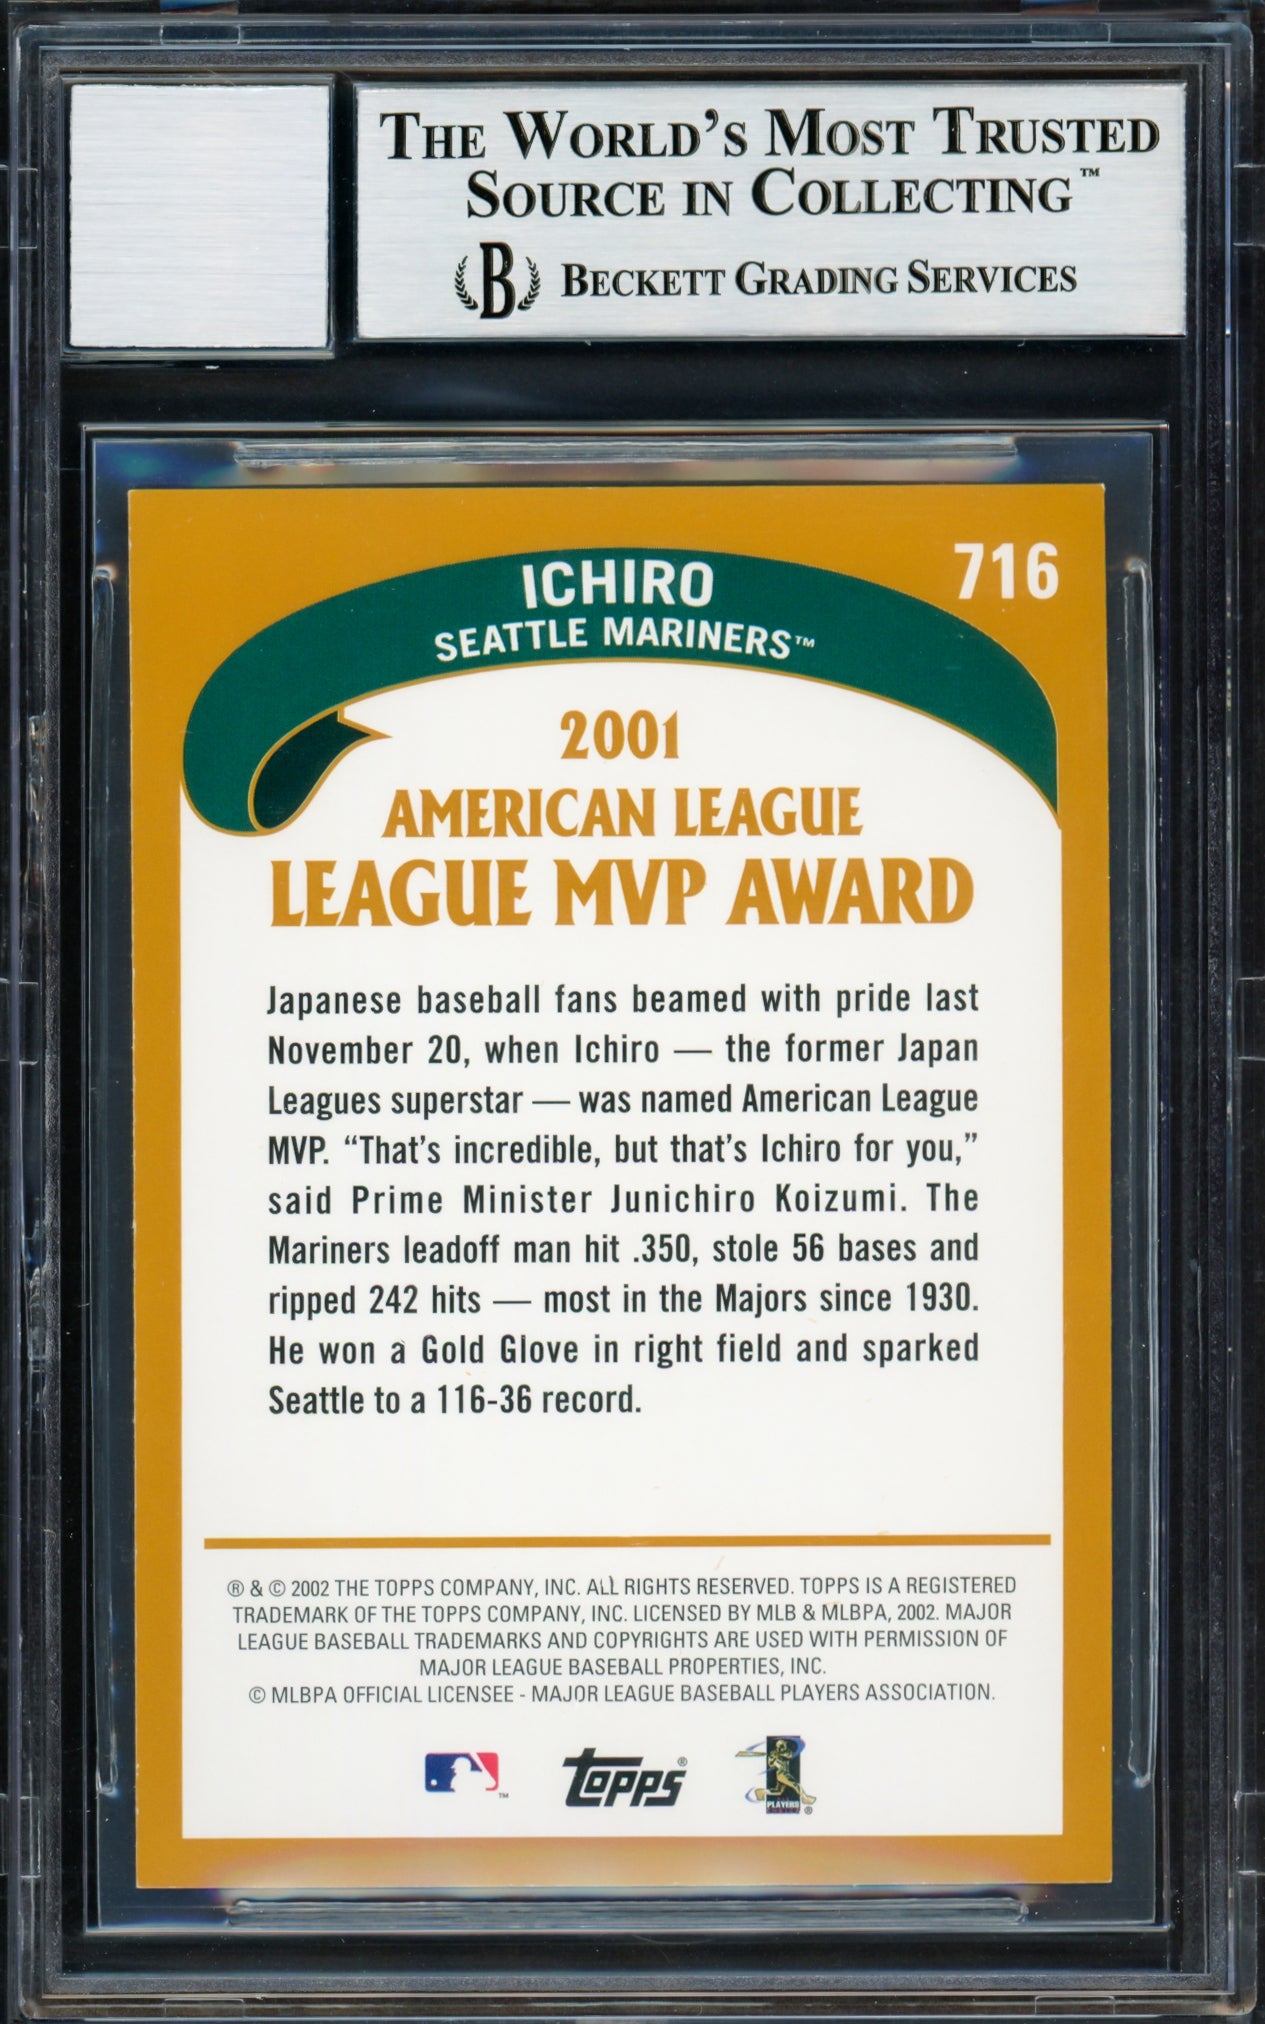 THE WORLD'S MOST TRUSTED
SOURCE IN COLLECTING™
B BECKETT GRADING SERVICES
716
ICHIRO
SEATTLE MARINERS™
2001
AMERICAN LEAGUE
LEAGUE MVP AWARD
Japanese baseball fans beamed with pride last
November 20, when Ichiro — the former Japan
Leagues superstar — was named American League
MVP. “That’s incredible, but that’s Ichiro for you,”
said Prime Minister Junichiro Koizumi. The
Mariners leadoff man hit .350, stole 56 bases and
ripped 242 hits — most in the Majors since 1930.
He won a Gold Glove in right field and sparked
Seattle to a 116-36 record.
® & © 2002 THE TOPPS COMPANY, INC. ALL RIGHTS RESERVED. TOPPS IS A REGISTERED
TRADEMARK OF THE TOPPS COMPANY, INC. LICENSED BY MLB & MLBPA, 2002. MAJOR
LEAGUE BASEBALL TRADEMARKS AND COPYRIGHTS ARE USED WITH PERMISSION OF
MAJOR LEAGUE BASEBALL PROPERTIES, INC.
© MLBPA OFFICIAL LICENSEE - MAJOR LEAGUE BASEBALL PLAYERS ASSOCIATION.
™ Topps® PLAYERS ®